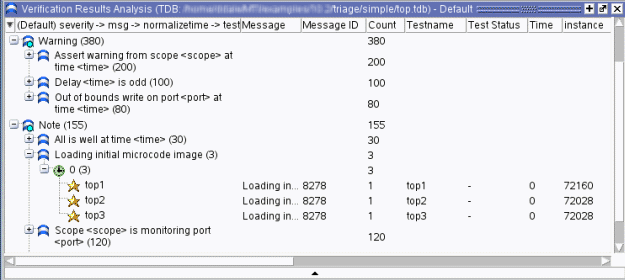 Verification Results Analysis (TDB: /triage/simple/top.tdb) - Default
(Default) severity -> msg -> normalizetime -> test Message Message ID Count Testname Test Status Time instance
Warning (380) 380
Assert warning from scope <scope> at
time <time> (200) 200
Delay <time> is odd (100) 100
Out of bounds write on port <port> at
time <time> (80) 80
Note (155) 155
All is well at time <time> (30) 30
Loading initial microcode image (3) 3
0 (3) 3
top1 Loading in... 8278 1 top1 - 0 72160
top2 Loading in... 8278 1 top2 - 0 72028
top3 Loading in... 8278 1 top3 - 0 72028
Scope <scope> is monitoring port
<port> (120) 120